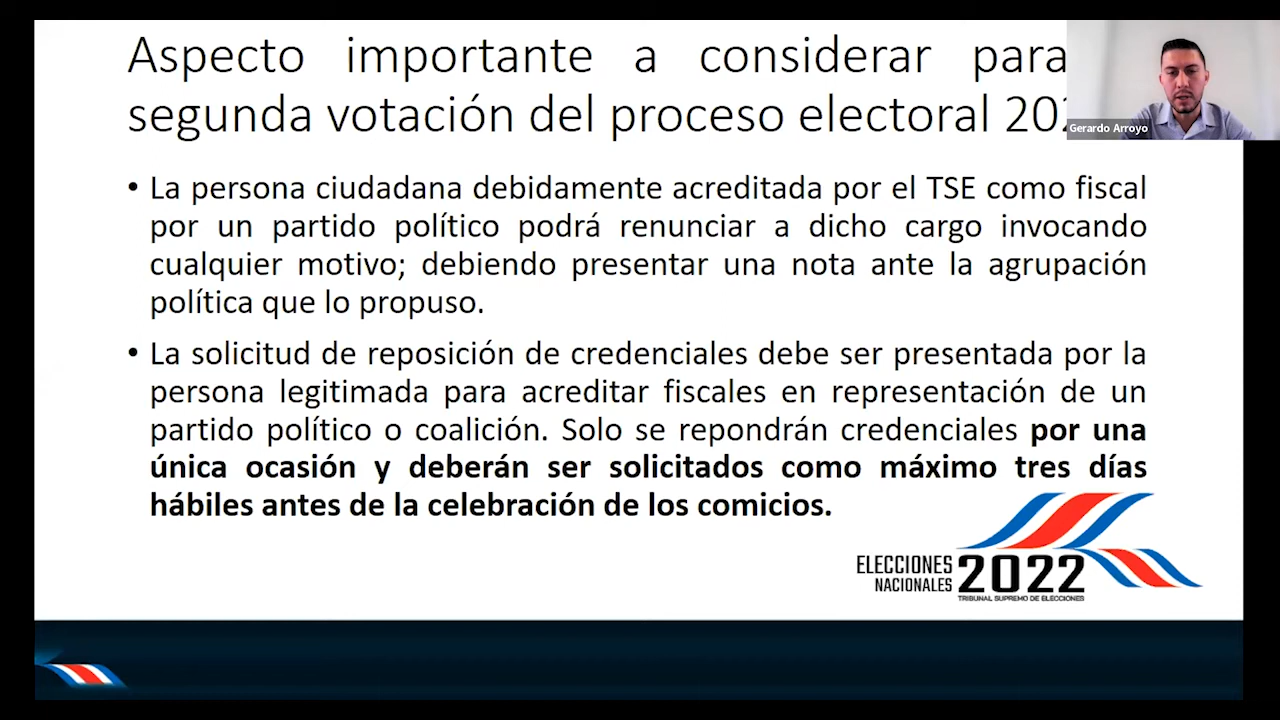 Aspecto importante a considerar para
segunda votación del proceso electoral 202
Gerardo Arroyo
• La persona ciudadana debidamente acreditada por el TSE como fiscal
por un partido político podrá renunciar a dicho cargo invocando
cualquier motivo; debiendo presentar una nota ante la agrupación
política que lo propuso.
• La solicitud de reposición de credenciales debe ser presentada por la
persona legitimada para acreditar fiscales en representación de un
partido político o coalición. Solo se repondrán credenciales por una
única ocasión y deberán ser solicitados como máximo tres días
hábiles antes de la celebración de los comicios.
ELECCIONES
NACIONALES
2022
TRIBUNAL SUPREMO DE ELECCIONES